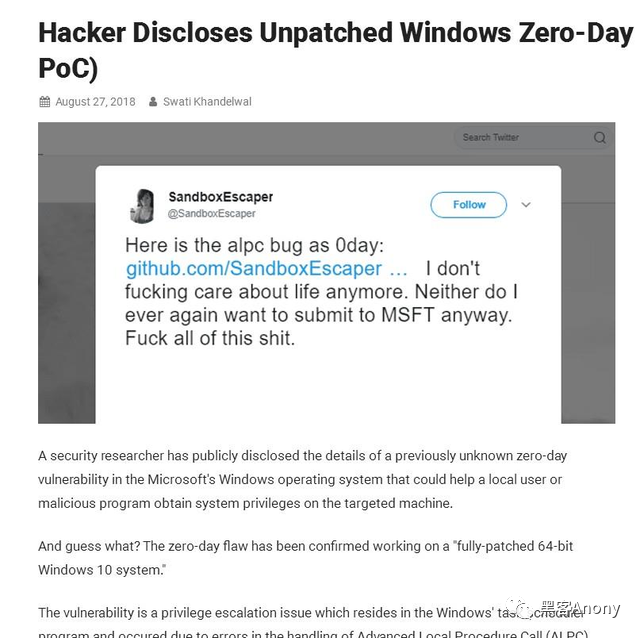 Hacker Discloses Unpatched Windows Zero-Day
PoC)
August 27, 2018 Swati Khandelwal
Search Twitter
SandboxEscaper
@SandboxEscaper
Follow
Here is the alpc bug as 0day:
github.com/SandboxEscaper ... I don't
fucking care about life anymore. Neither do I
ever again want to submit to MSFT anyway.
Fuck all of this shit.
A security researcher has publicly disclosed the details of a previously unknown zero-day
vulnerability in the Microsoft's Windows operating system that could help a local user or
malicious program obtain system privileges on the targeted machine.
And guess what? The zero-day flaw has been confirmed working on a "fully-patched 64-bit
Windows 10 system."
The vulnerability is a privilege escalation issue which resides in the Windows' task scheduler
黑客Anony
program and occured due to errors in the handling of Advanced Local Procedure Call (ALPC)